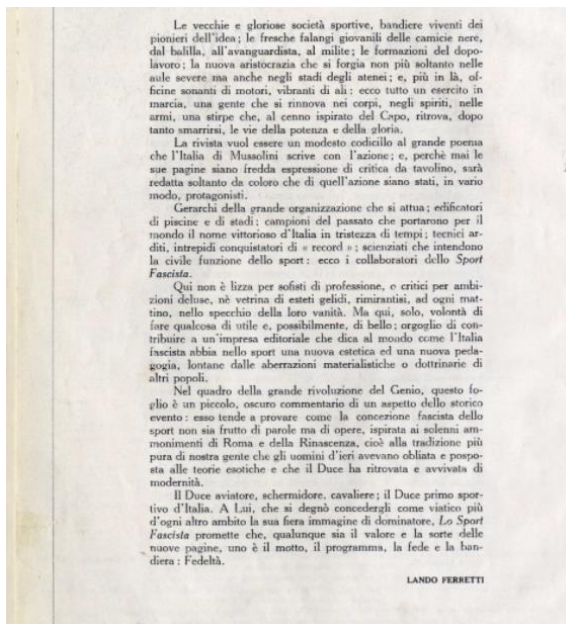 Le vecchie e gloriose società sportive, bandiere viventi dei
pionieri dell'idea; le fresche falangi giovanili delle camicie nere,
dal balilla, all'avanguardista, al milite; le formazioni del dopo-
lavoro; la nuova aristocrazia che si forgia non più soltanto nelle
aule severe ma anche negli stadi degli atenei; e, più in là, of-
ficine sonanti di motori, vibranti di ali: ecco tutto un esercito in
marcia, una gente che si rinnova nei corpi, negli spiriti, nelle
armi, una stirpe che, al cenno ispirato del Capo, ritrova, dopo
tanto smarrirsi, le vie della potenza e della gloria.
La rivista vuol essere un modesto codicillo al grande poema
che l'Italia di Mussolini scrive con l'azione; e, perchè mai le
sue pagine siano fredda espressione di critica da tavolino, sarà
redatta soltanto da coloro che di quell'azione siano stati, in vario
modo, protagonisti.
Gerarchi della grande organizzazione che si attua; edificatori
di piscine e di stadi; campioni del passato che portarono per il
mondo il nome vittorioso d'Italia in tristezza di tempi; tecnici ar-
diti, intrepidi conquistatori di « record »; scienziati che intendono
la civile funzione dello sport: ecco i collaboratori dello Sport
Fascista.
Qui non è lizza per sofisti di professione, e critici per ambi-
zioni deluse, nè vetrina di esteti gelidi, rimirantisi, ad ogni mat-
tino, nello specchio della loro vanità. Ma qui, solo, volontà di
fare qualcosa di utile e, possibilmente, di bello; orgoglio di con-
tribuire a un'impresa editoriale che dica al mondo come l'Italia
fascista abbia nello sport una nuova estetica ed una nuova peda-
gogia, lontane dalle aberrazioni materialistiche o dottrinarie di
altri popoli.
Nel quadro della grande rivoluzione del Genio, questo fo-
glio è un piccolo, oscuro commentario di un aspetto dello storico
evento: esso tende a provare come la concezione fascista dello
sport non sia frutto di parole ma di opere, ispirata ai solenni am-
monimenti di Roma e della Rinascenza, cioè alla tradizione più
pura di nostra gente che gli uomini d'ieri avevano obliata e pospo-
sta alle teorie esotiche e che il Duce ha ritrovata e avvivata di
modernità.
Il Duce aviatore, schermidore, cavaliere; il Duce primo spor-
tivo d'Italia. A Lui, che si degnò concedergli come viatico più
d'ogni altro ambito la sua fiera immagine di dominatore, Lo Sport
Fascista promette che, qualunque sia il valore e la sorte delle
nuove pagine, uno è il motto, il programma, la fede e la ban-
diera: Fedeltà.
LANDO FERRETTI